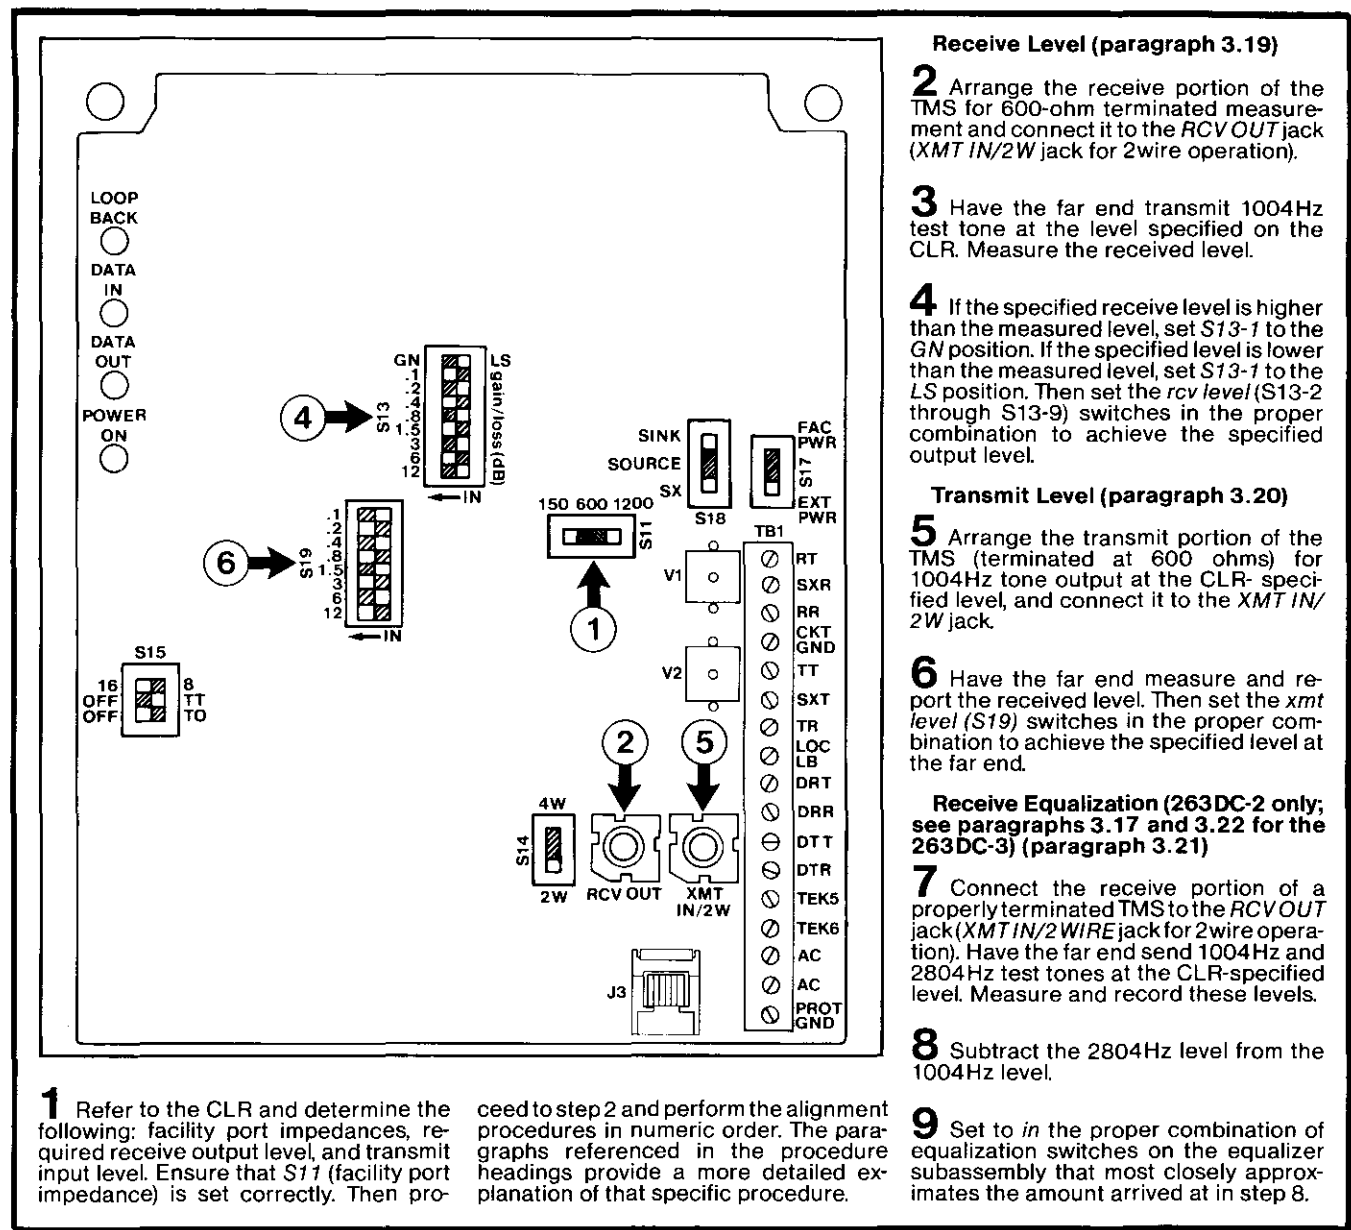 LOOP
BACK
DATA
IN
DATA
OUT
POWER
ON
GN
LS
.1
.2
.4
.8
1.5
3
6
12
S13
gain/loss (dB)
IN
4
.1
.2
.4
.8
1.5
3
6
12
S19
IN
6
S15
16
OFF
OFF
8
TT
TO
150 600 1200
S11
1
SINK
SOURCE
SX
S18
FAC
PWR
S17
EXT
PWR
TB1
V1
V2
RT
SXR
RR
CKT
GND
TT
SXT
TR
LOC
LB
DRT
DRR
DTT
DTR
TEK5
TEK6
AC
AC
PROT
GND
2
5
4W
S14
2W
RCV OUT
XMT
IN/2W
J3
1 Refer to the CLR and determine the
following: facility port impedances, re-
quired receive output level, and transmit
input level. Ensure that S11 (facility port
impedance) is set correctly. Then pro-
ceed to step 2 and perform the alignment
procedures in numeric order. The para-
graphs referenced in the procedure
headings provide a more detailed ex-
planation of that specific procedure.
Receive Level (paragraph 3.19)
2 Arrange the receive portion of the
TMS for 600-ohm terminated measure-
ment and connect it to the RCV OUT jack
(XMT IN/2W jack for 2wire operation).
3 Have the far end transmit 1004Hz
test tone at the level specified on the
CLR. Measure the received level.
4 If the specified receive level is higher
than the measured level, set S13-1 to the
GN position. If the specified level is lower
than the measured level, set S13-1 to the
LS position. Then set the rcv level (S13-2
through S13-9) switches in the proper
combination to achieve the specified
output level.
Transmit Level (paragraph 3.20)
5 Arrange the transmit portion of the
TMS (terminated at 600 ohms) for
1004Hz tone output at the CLR- speci-
fied level, and connect it to the XMT IN/
2W jack.
6 Have the far end measure and re-
port the received level. Then set the xmt
level (S19) switches in the proper com-
bination to achieve the specified level at
the far end.
Receive Equalization (263DC-2 only;
see paragraphs 3.17 and 3.22 for the
263DC-3) (paragraph 3.21)
7 Connect the receive portion of a
properly terminated TMS to the RCV OUT
jack (XMT IN/2 WIRE jack for 2wire opera-
tion). Have the far end send 1004Hz and
2804Hz test tones at the CLR-specified
level. Measure and record these levels.
8 Subtract the 2804Hz level from the
1004Hz level.
9 Set to in the proper combination of
equalization switches on the equalizer
subassembly that most closely approx-
imates the amount arrived at in step 8.